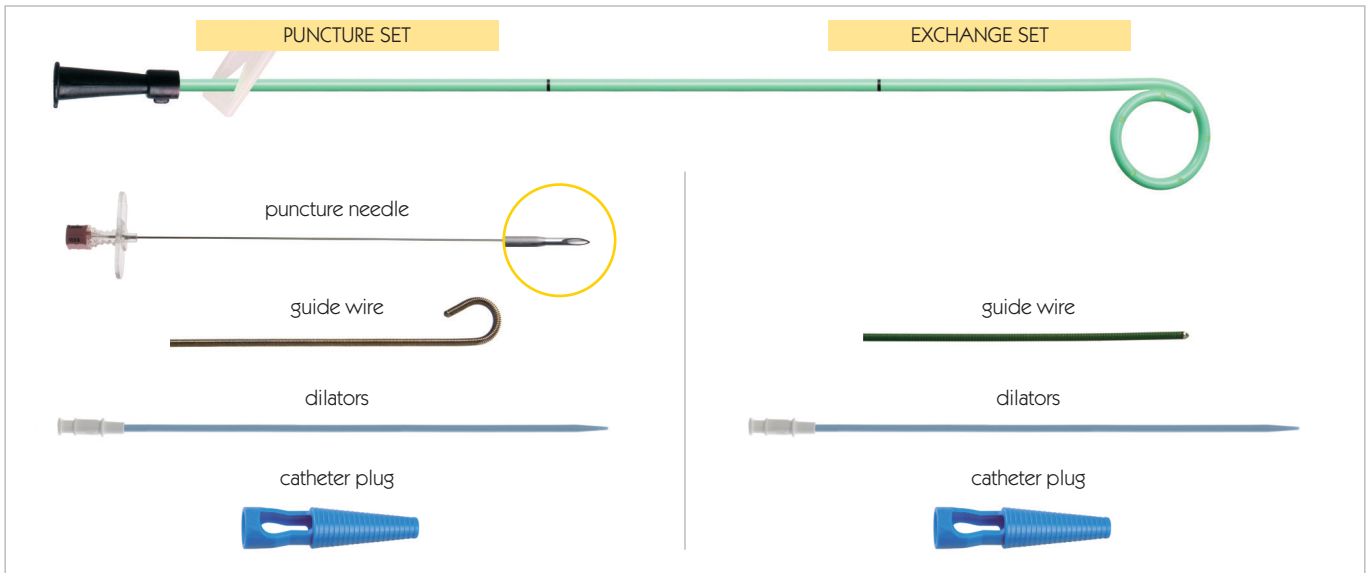 PUNCTURE SET
EXCHANGE SET
puncture needle
guide wire
guide wire
dilators
dilators
catheter plug
catheter plug